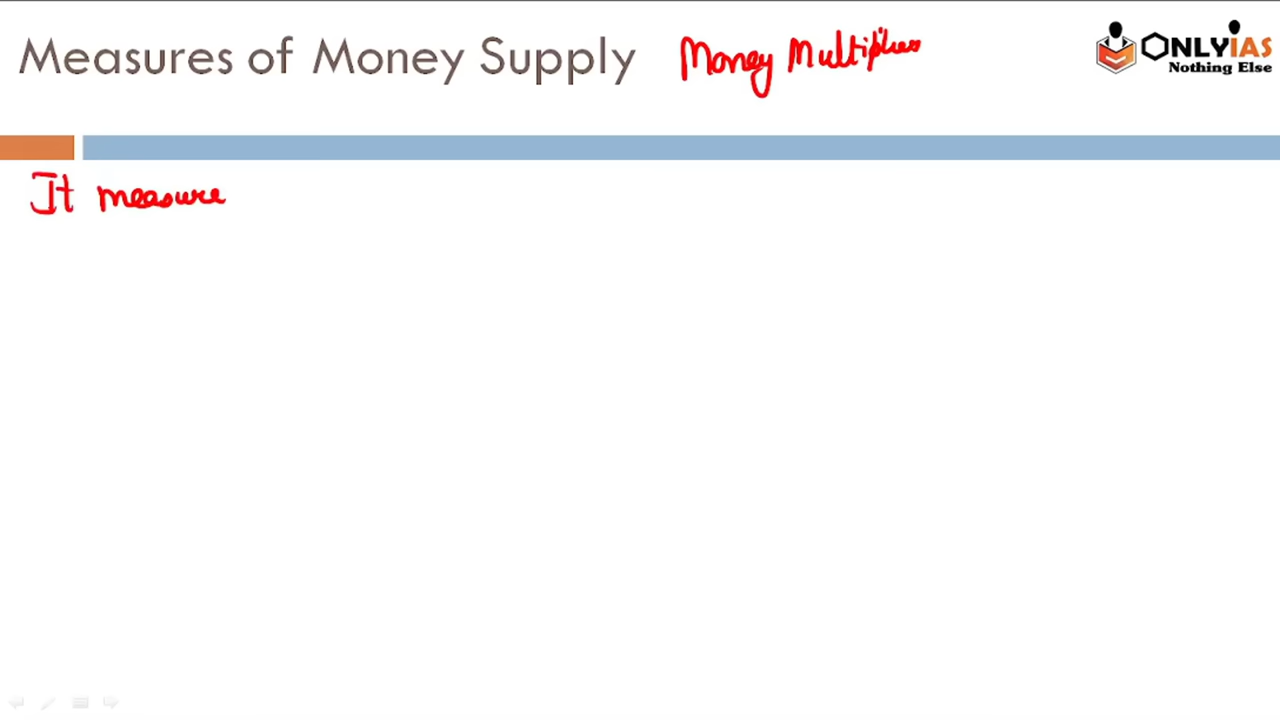 Measures of Money Supply Money Multiplier
ONLYIAS
Nothing Else
It measure